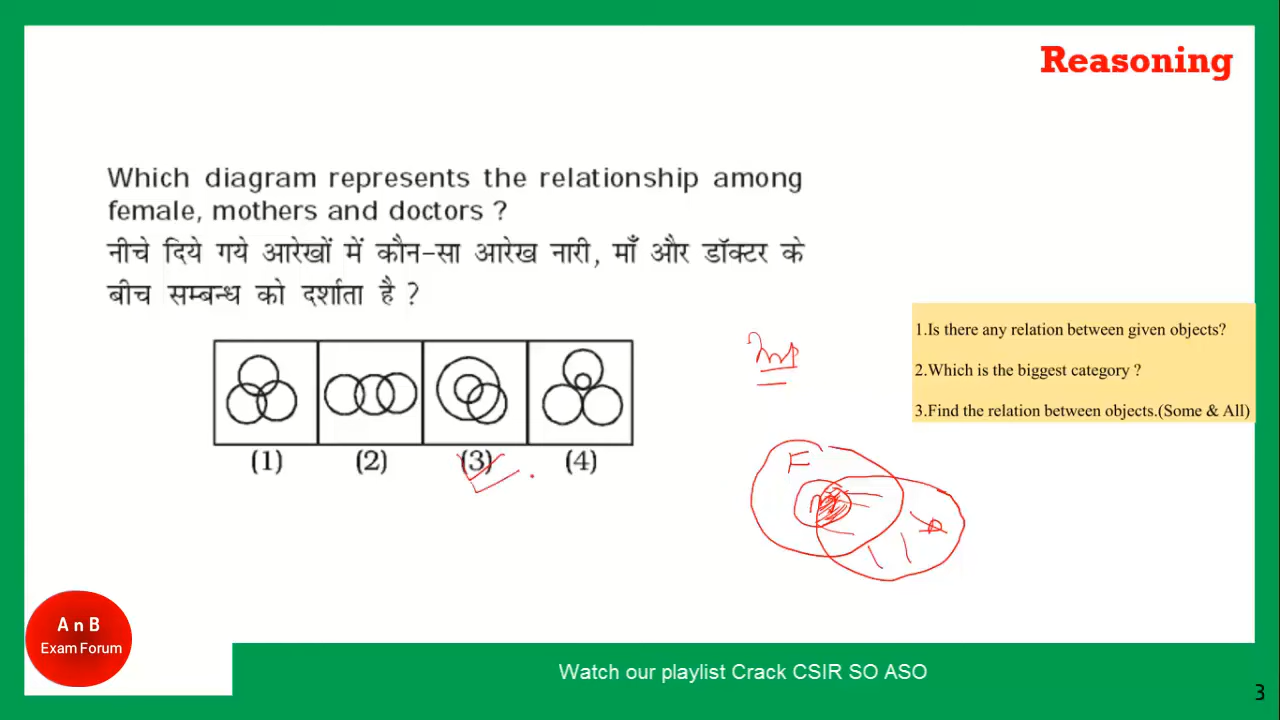 Reasoning
Which diagram represents the relationship among
female, mothers and doctors ?
नीचे दिये गये आरेखों में कौन-सा आरेख नारी, माँ और डॉक्टर के
बीच सम्बन्ध को दर्शाता है ?
(1) (2) (3) (4)
1.Is there any relation between given objects?
2.Which is the biggest category ?
3.Find the relation between objects.(Some & All)
Imp
F
D
A n B
Exam Forum
Watch our playlist Crack CSIR SO ASO
3